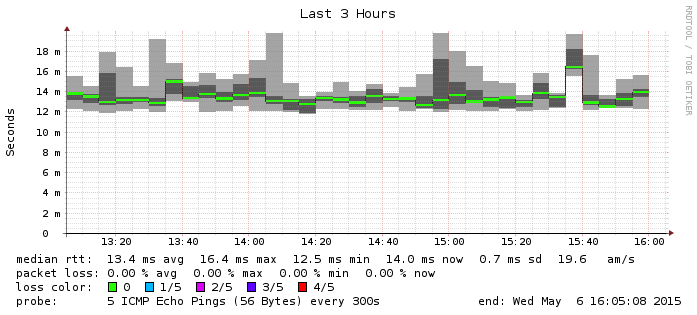 Last 3 Hours
RRDTOOL / TOBI OETIKER
Seconds
18 m
16 m
14 m
12 m
10 m
8 m
6 m
4 m
2 m
0
13:20 13:40 14:00 14:20 14:40 15:00 15:20 15:40 16:00
median rtt: 13.4 ms avg 16.4 ms max 12.5 ms min 14.0 ms now 0.7 ms sd 19.6 am/s
packet loss: 0.00 % avg 0.00 % max 0.00 % min 0.00 % now
loss color: 0 1/5 2/5 3/5 4/5
probe: 5 ICMP Echo Pings (56 Bytes) every 300s end: Wed May 6 16:05:08 2015